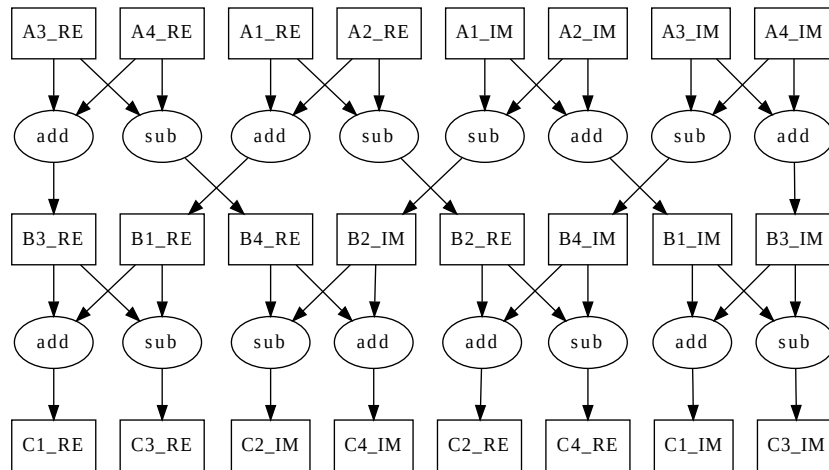 A3_RE A4_RE A1_RE A2_RE A1_IM A2_IM A3_IM A4_IM
add sub add sub sub add sub add
B3_RE B1_RE B4_RE B2_IM B2_RE B4_IM B1_IM B3_IM
add sub sub add add sub add sub
C1_RE C3_RE C2_IM C4_IM C2_RE C4_RE C1_IM C3_IM